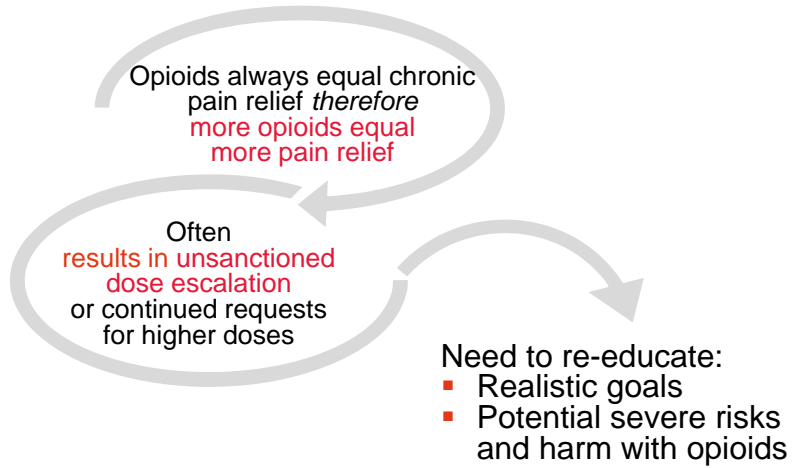 Opioids always equal chronic
pain relief therefore
more opioids equal
more pain relief
Often
results in unsanctioned
dose escalation
or continued requests
for higher doses
Need to re-educate:
▪ Realistic goals
▪ Potential severe risks
and harm with opioids